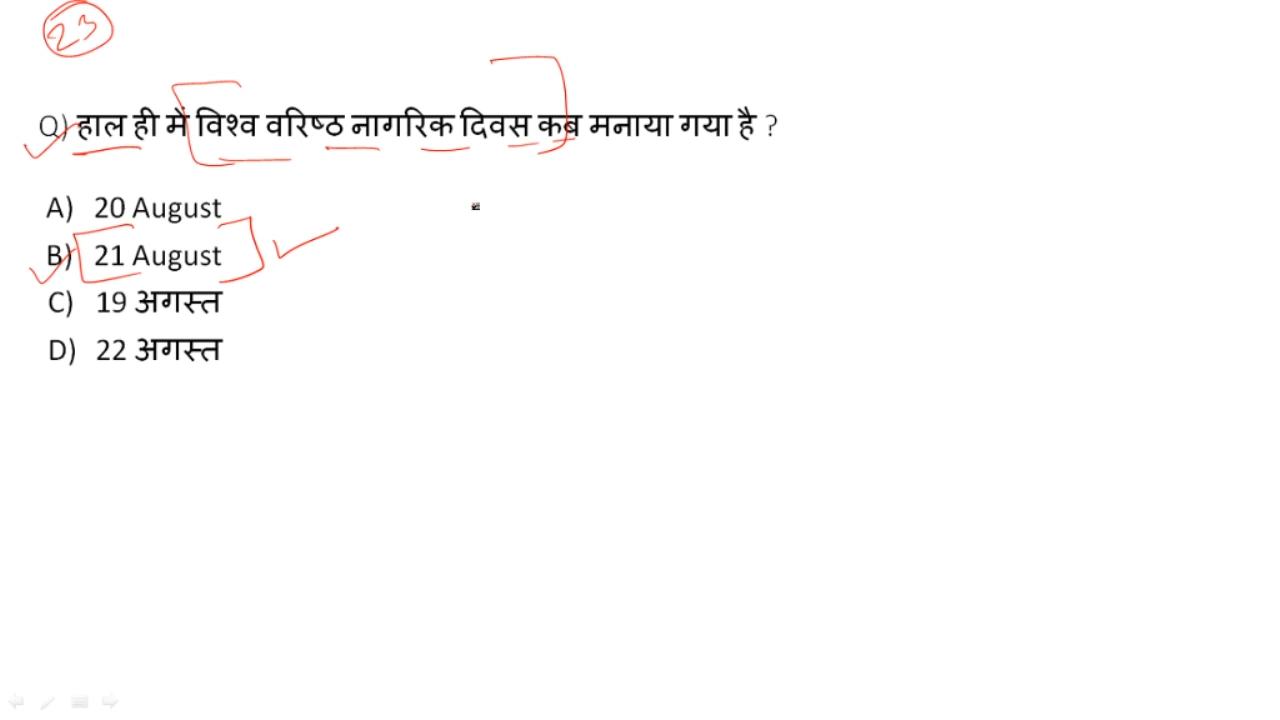 23
Q) हाल ही में विश्व वरिष्ठ नागरिक दिवस कब मनाया गया है ?
A) 20 August
B) 21 August
C) 19 अगस्त
D) 22 अगस्त